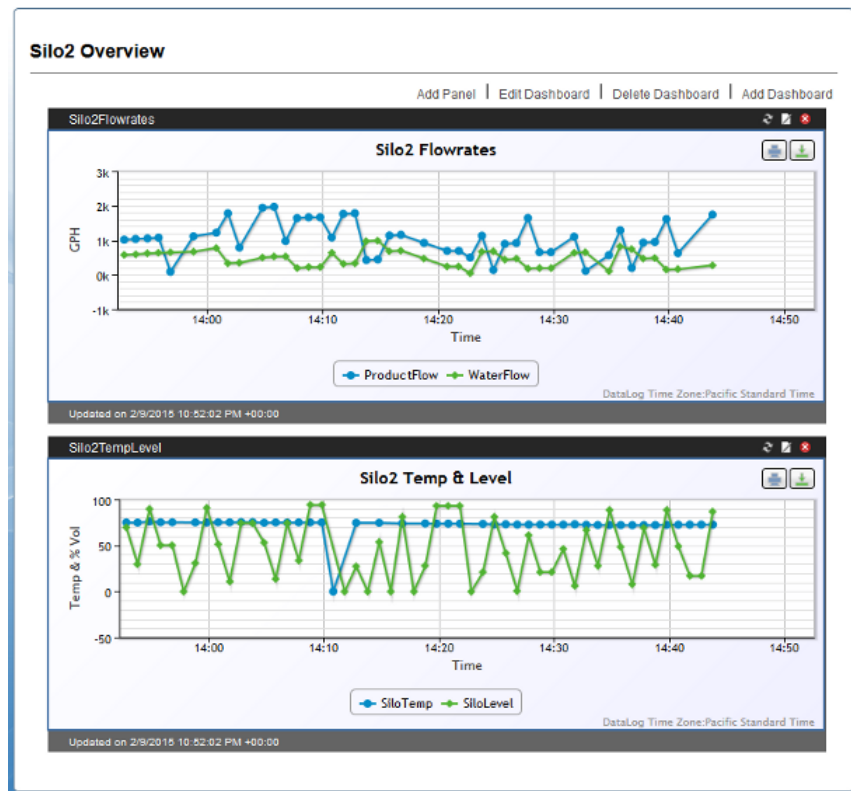 Silo2 Overview
Add Panel | Edit Dashboard | Delete Dashboard | Add Dashboard
Silo2Flowrates
Silo2 Flowrates
3k
2k
1k
0k
-1k
GPH
14:00 14:10 14:20 14:30 14:40 14:50
Time
ProductFlow WaterFlow
DataLog Time Zone:Pacific Standard Time
Updated on 2/9/2015 10:52:02 PM +00:00
Silo2TempLevel
Silo2 Temp & Level
100
50
0
-50
Temp & % Vol
14:00 14:10 14:20 14:30 14:40 14:50
Time
SiloTemp SiloLevel
DataLog Time Zone:Pacific Standard Time
Updated on 2/9/2015 10:52:02 PM +00:00